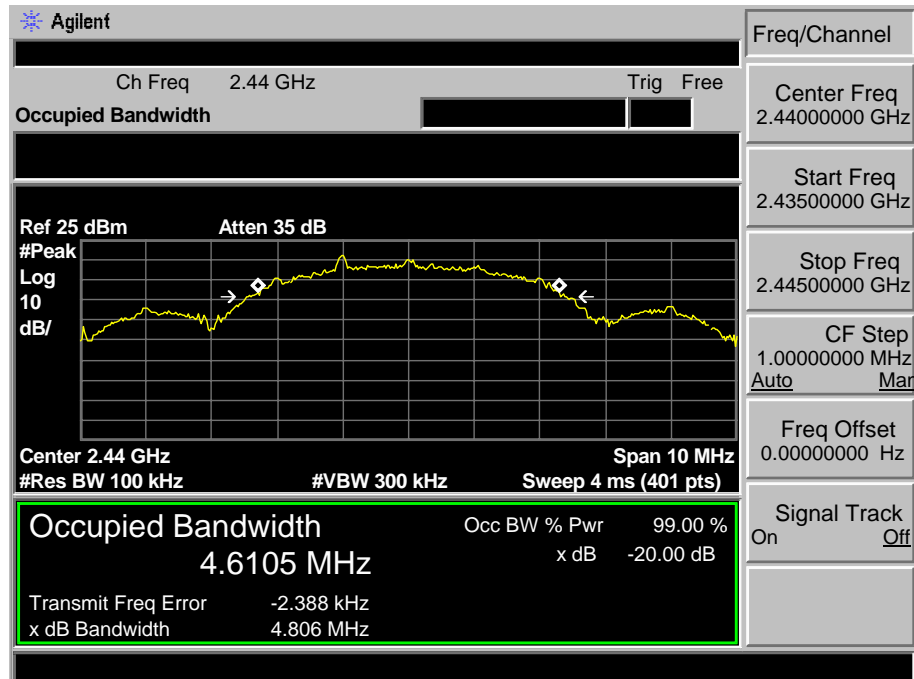 Agilent
Freq/Channel
Ch Freq 2.44 GHz Trig Free
Occupied Bandwidth
Center Freq
2.44000000 GHz
Start Freq
2.43500000 GHz
Stop Freq
2.44500000 GHz
CF Step
1.00000000 MHz
Auto Man
Freq Offset
0.00000000 Hz
Signal Track
On Off
Ref 25 dBm Atten 35 dB
#Peak
Log
10
dB/
Center 2.44 GHz Span 10 MHz
#Res BW 100 kHz #VBW 300 kHz Sweep 4 ms (401 pts)
Occupied Bandwidth Occ BW % Pwr 99.00 %
4.6105 MHz x dB -20.00 dB
Transmit Freq Error -2.388 kHz
x dB Bandwidth 4.806 MHz